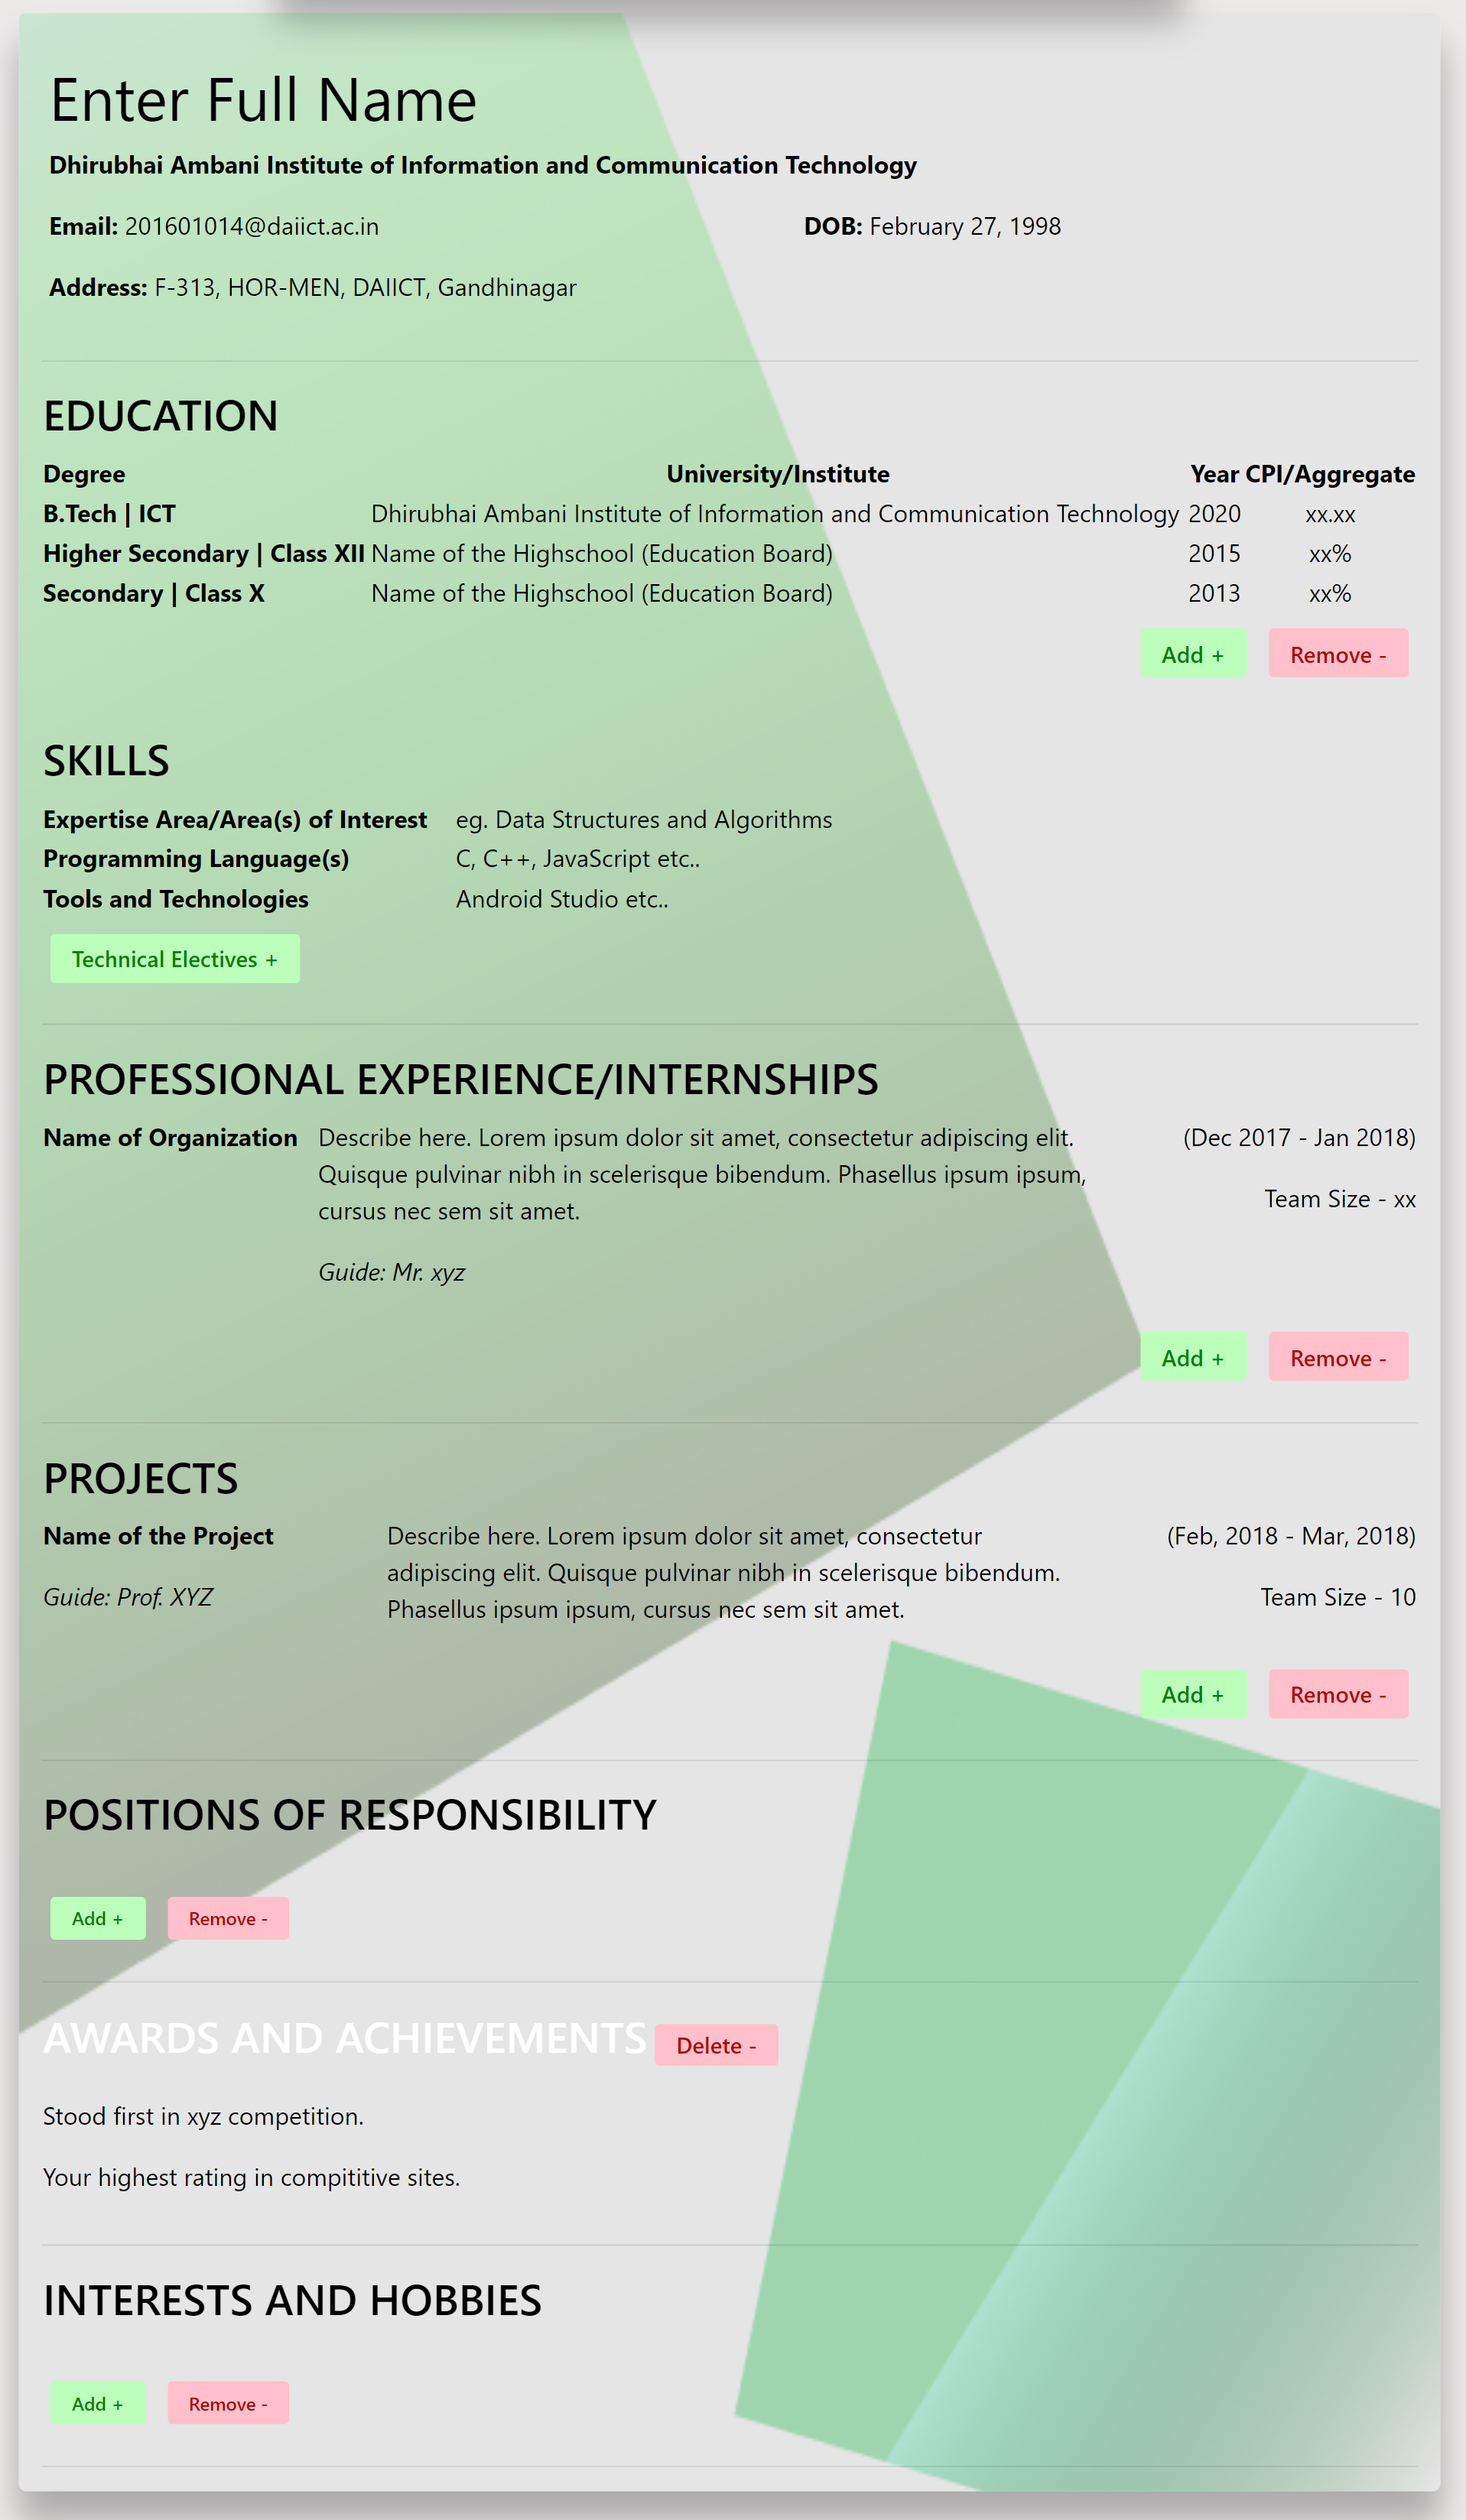 Enter Full Name
Dhirubhai Ambani Institute of Information and Communication Technology
Email: 201601014@daiict.ac.in DOB: February 27, 1998
Address: F-313, HOR-MEN, DAIICT, Gandhinagar
EDUCATION
Degree University/Institute Year CPI/Aggregate
B.Tech | ICT Dhirubhai Ambani Institute of Information and Communication Technology 2020 xx.xx
Higher Secondary | Class XII Name of the Highschool (Education Board) 2015 xx%
Secondary | Class X Name of the Highschool (Education Board) 2013 xx%
Add + Remove -
SKILLS
Expertise Area/Area(s) of Interest eg. Data Structures and Algorithms
Programming Language(s) C, C++, JavaScript etc..
Tools and Technologies Android Studio etc..
Technical Electives +
PROFESSIONAL EXPERIENCE/INTERNSHIPS
Name of Organization Describe here. Lorem ipsum dolor sit amet, consectetur adipiscing elit. (Dec 2017 - Jan 2018)
Quisque pulvinar nibh in scelerisque bibendum. Phasellus ipsum ipsum,
Team Size - xx
cursus nec sem sit amet.
Guide: Mr. xyz
Add + Remove -
PROJECTS
Name of the Project Describe here. Lorem ipsum dolor sit amet, consectetur (Feb, 2018 - Mar, 2018)
adipiscing elit. Quisque pulvinar nibh in scelerisque bibendum.
Guide: Prof. XYZ Team Size - 10
Phasellus ipsum ipsum, cursus nec sem sit amet.
Add + Remove -
POSITIONS OF RESPONSIBILITY
Add + Remove -
AWARDS AND ACHIEVEMENTS Delete -
Stood first in xyz competition.
Your highest rating in compititive sites.
INTERESTS AND HOBBIES
Add + Remove -